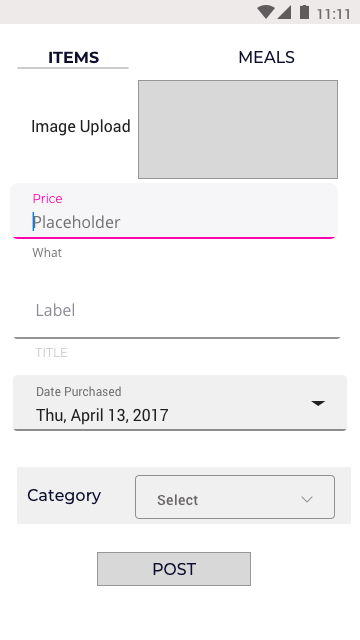 11:11
ITEMS MEALS
Image Upload
Price
Placeholder
What
Label
TITLE
Date Purchased
Thu, April 13, 2017
Category Select
POST